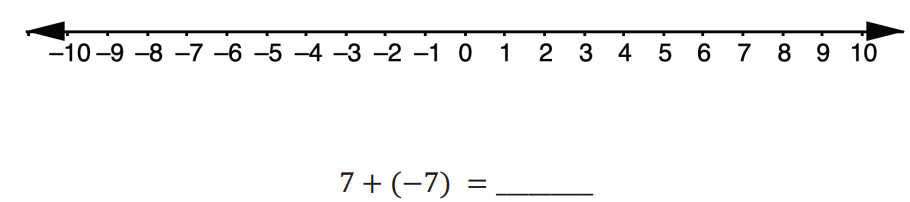 –10 –9 –8 –7 –6 –5 –4 –3 –2 –1 0 1 2 3 4 5 6 7 8 9 10
7 + (−7) = ______